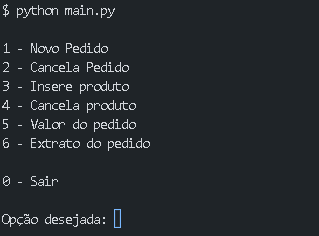 $ python main.py
1 - Novo Pedido
2 - Cancela Pedido
3 - Insere produto
4 - Cancela produto
5 - Valor do pedido
6 - Extrato do pedido
0 - Sair
Opção desejada: